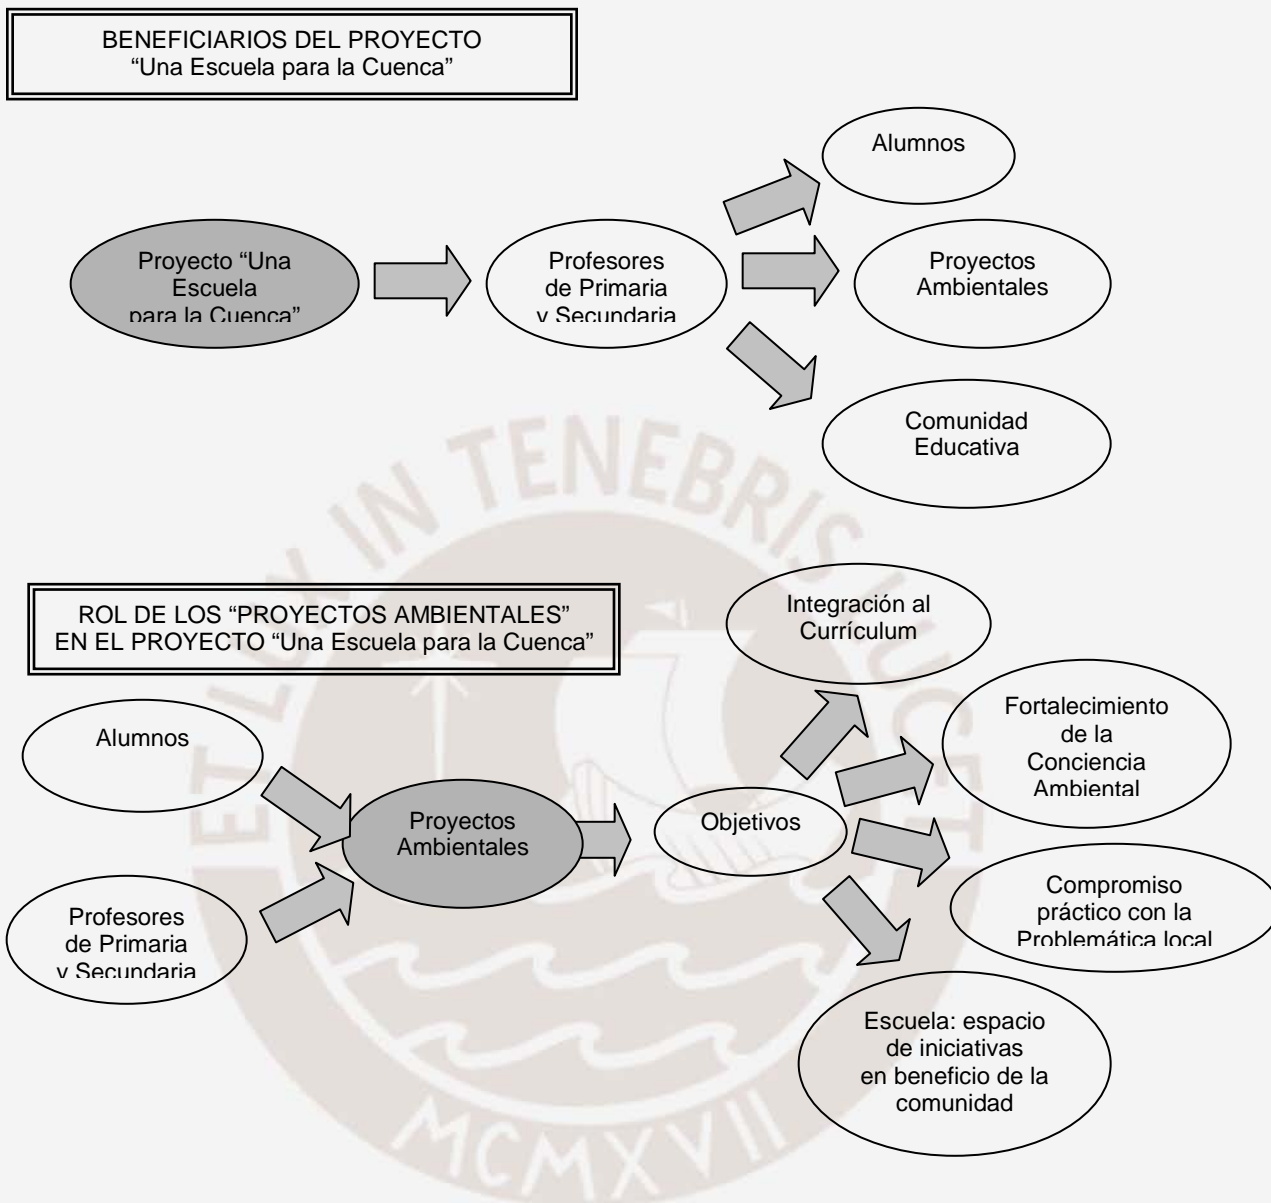 BENEFICIARIOS DEL PROYECTO
“Una Escuela para la Cuenca”
Alumnos
Proyecto “Una
Escuela
para la Cuenca”
Profesores
de Primaria
y Secundaria
Proyectos
Ambientales
Comunidad
Educativa
ET LUX IN TENEBRIS LUCET
MCMXVII
ROL DE LOS “PROYECTOS AMBIENTALES”
EN EL PROYECTO “Una Escuela para la Cuenca”
Alumnos
Profesores
de Primaria
y Secundaria
Proyectos
Ambientales
Objetivos
Integración al
Currículum
Fortalecimiento
de la
Conciencia
Ambiental
Compromiso
práctico con la
Problemática local
Escuela: espacio
de iniciativas
en beneficio de la
comunidad